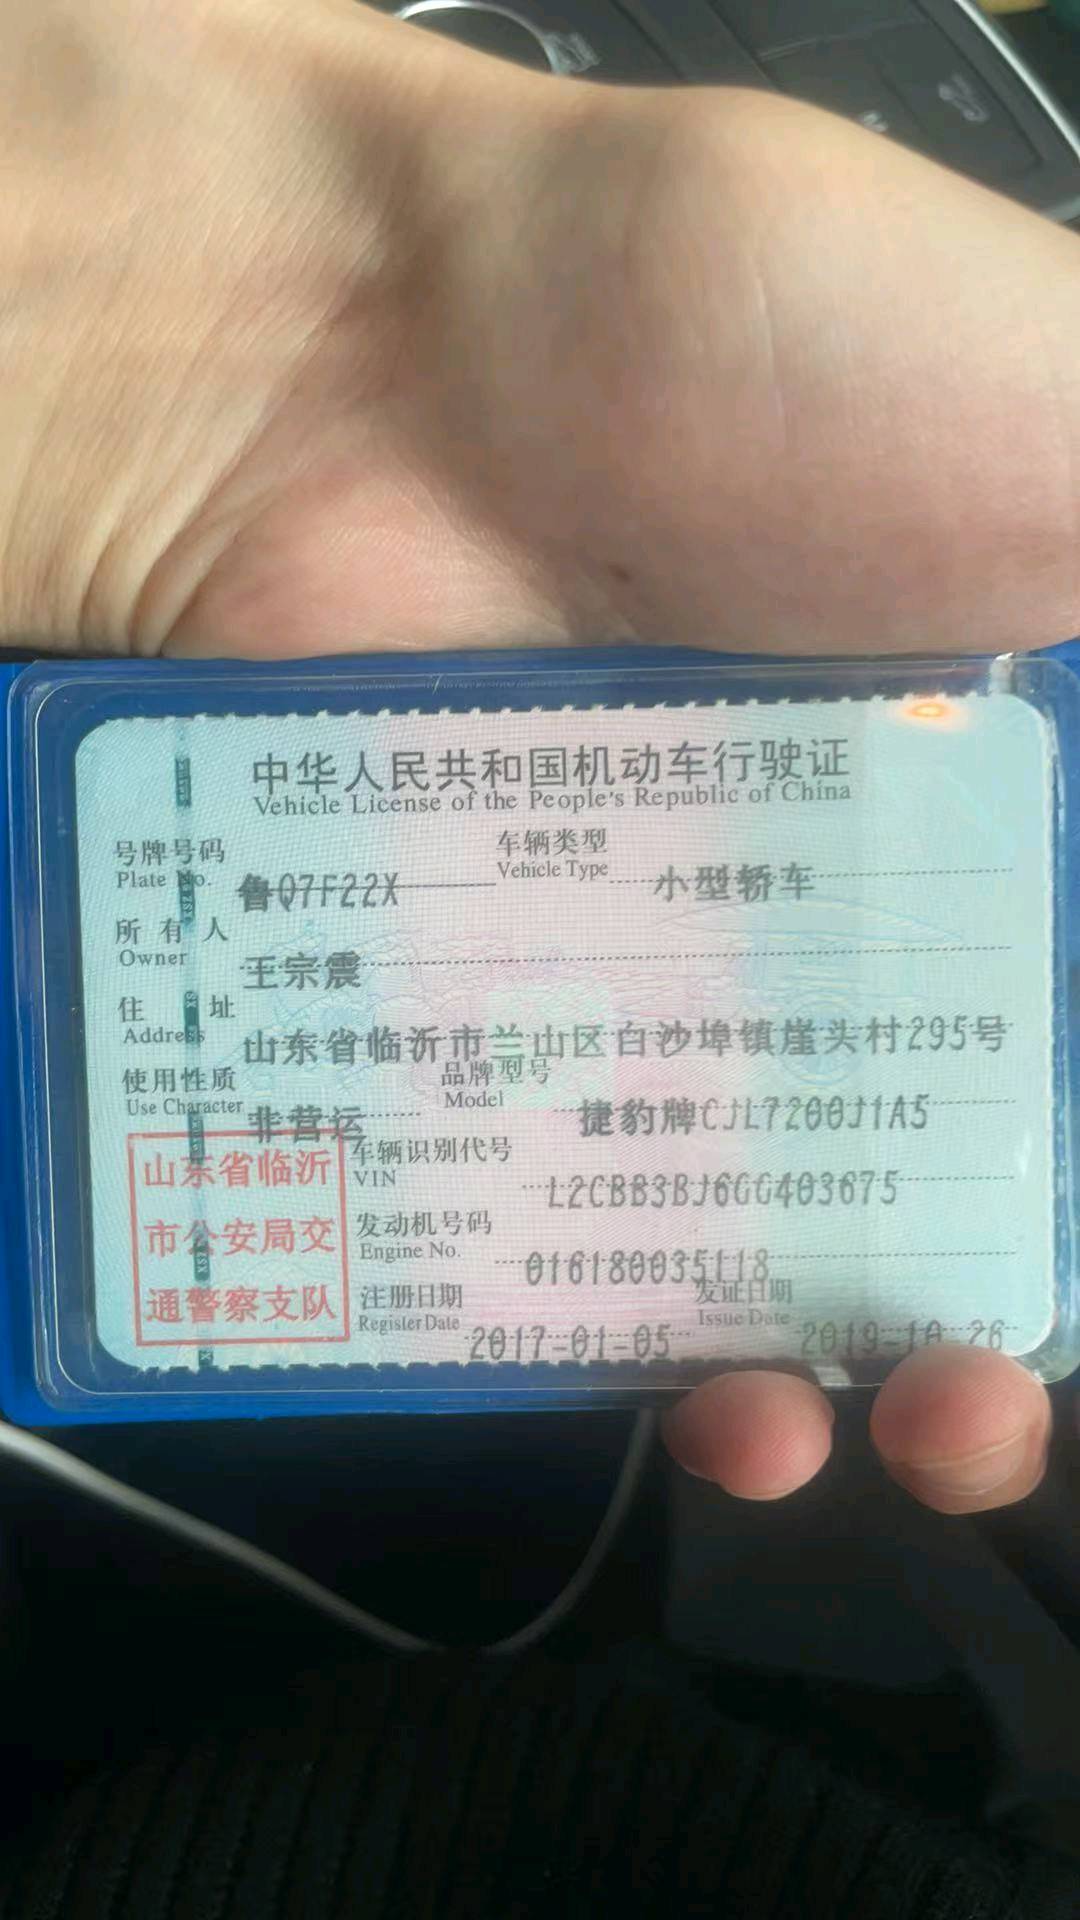 中华人民共和国机动车行驶证
Vehicle License of the People's Republic of China
号牌号码 车辆类型
Plate No. 鲁Q7F22X Vehicle Type 小型轿车
所有人
Owner 王宗震
住址
Address 山东省临沂市兰山区白沙埠镇崖头村295号
使用性质 品牌型号
Use Character 非营运 Model 捷豹牌CJL7200J1A5
山东省临沂 车辆识别代号
VIN L2CBB3BJ6GG403675
市公安局交 发动机号码
Engine No. 016180035118
通警察支队 注册日期 发证日期
Register Date 2017-01-05 Issue Date 2019-10-26